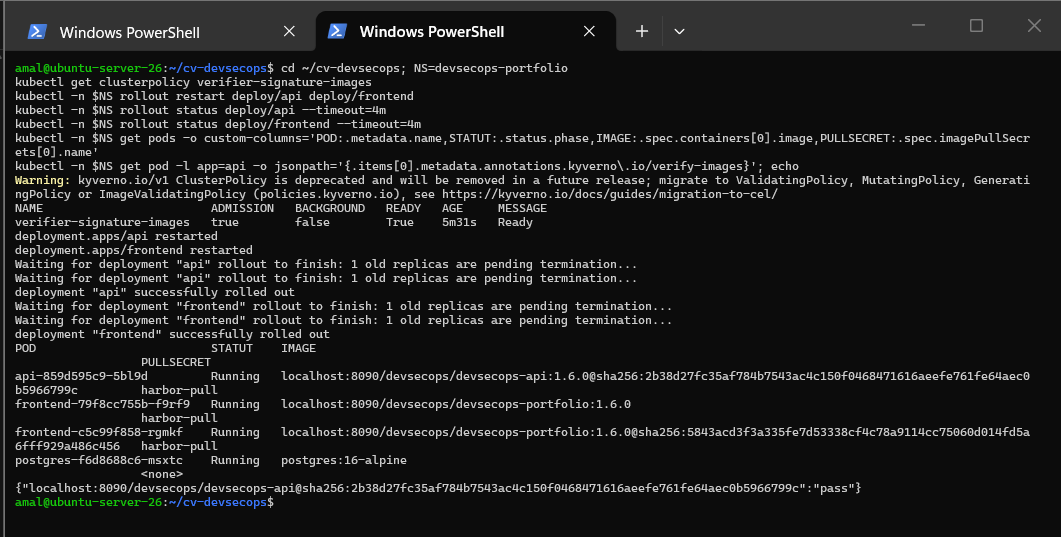 Windows PowerShell
Windows PowerShell
amal@ubuntu-server-26:~/cv-devsecops$ cd ~/cv-devsecops; NS=devsecops-portfolio
kubectl get clusterpolicy verifier-signature-images
kubectl -n $NS rollout restart deploy/api deploy/frontend
kubectl -n $NS rollout status deploy/api --timeout=4m
kubectl -n $NS rollout status deploy/frontend --timeout=4m
kubectl -n $NS get pods -o custom-columns='POD:.metadata.name,STATUT:.status.phase,IMAGE:.spec.containers[0].image,PULLSECRET:.spec.imagePullSecr
ets[0].name'
kubectl -n $NS get pod -l app=api -o jsonpath='{.items[0].metadata.annotations.kyverno\.io/verify-images}'; echo
Warning: kyverno.io/v1 ClusterPolicy is deprecated and will be removed in a future release; migrate to ValidatingPolicy, MutatingPolicy, Generati
ngPolicy or ImageValidatingPolicy (policies.kyverno.io), see https://kyverno.io/docs/guides/migration-to-cel/
NAME ADMISSION BACKGROUND READY AGE MESSAGE
verifier-signature-images true false True 5m31s Ready
deployment.apps/api restarted
deployment.apps/frontend restarted
Waiting for deployment "api" rollout to finish: 1 old replicas are pending termination...
Waiting for deployment "api" rollout to finish: 1 old replicas are pending termination...
deployment "api" successfully rolled out
Waiting for deployment "frontend" rollout to finish: 1 old replicas are pending termination...
Waiting for deployment "frontend" rollout to finish: 1 old replicas are pending termination...
deployment "frontend" successfully rolled out
POD STATUT IMAGE
PULLSECRET
api-859d595c9-5bl9d Running localhost:8090/devsecops/devsecops-api:1.6.0@sha256:2b38d27fc35af784b7543ac4c150f0468471616aeefe761fe64aec0
b5966799c harbor-pull
frontend-79f8cc755b-f9rf9 Running localhost:8090/devsecops/devsecops-portfolio:1.6.0
harbor-pull
frontend-c5c99f858-rgmkf Running localhost:8090/devsecops/devsecops-portfolio:1.6.0@sha256:5843acd3f3a335fe7d53338cf4c78a9114cc75060d014fd5a
6fff929a486c456 harbor-pull
postgres-f6d8688c6-msxtc Running postgres:16-alpine
<none>
{"localhost:8090/devsecops/devsecops-api@sha256:2b38d27fc35af784b7543ac4c150f0468471616aeefe761fe64aec0b5966799c":"pass"}
amal@ubuntu-server-26:~/cv-devsecops$